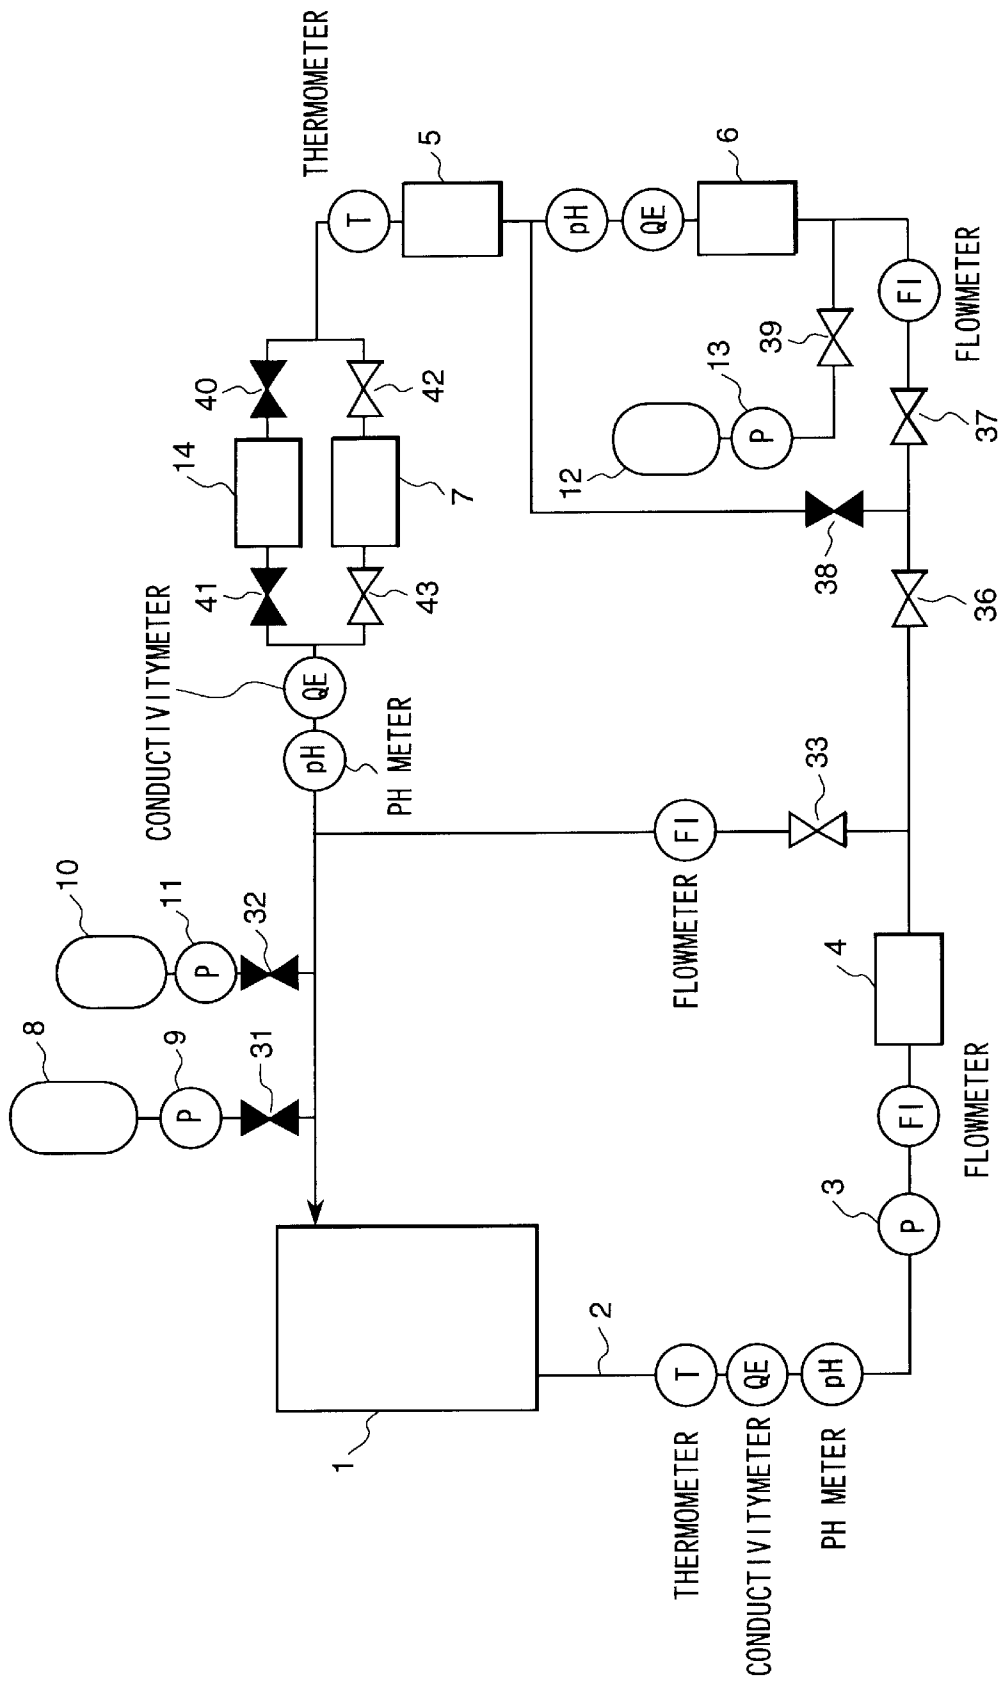 8
10
CONDUCTIVITYMETER
9
11
P
P
14
41
40
31
32
THERMOMETER
pH
QE
1
T
PH METER
43
42
5
7
12
pH
2
QE
THERMOMETER
T
FLOWMETER
FI
13
6
CONDUCTIVITYMETER
QE
P
39
PH METER
pH
3
4
33
38
P
FI
FI
FLOWMETER
36
37
FLOWMETER